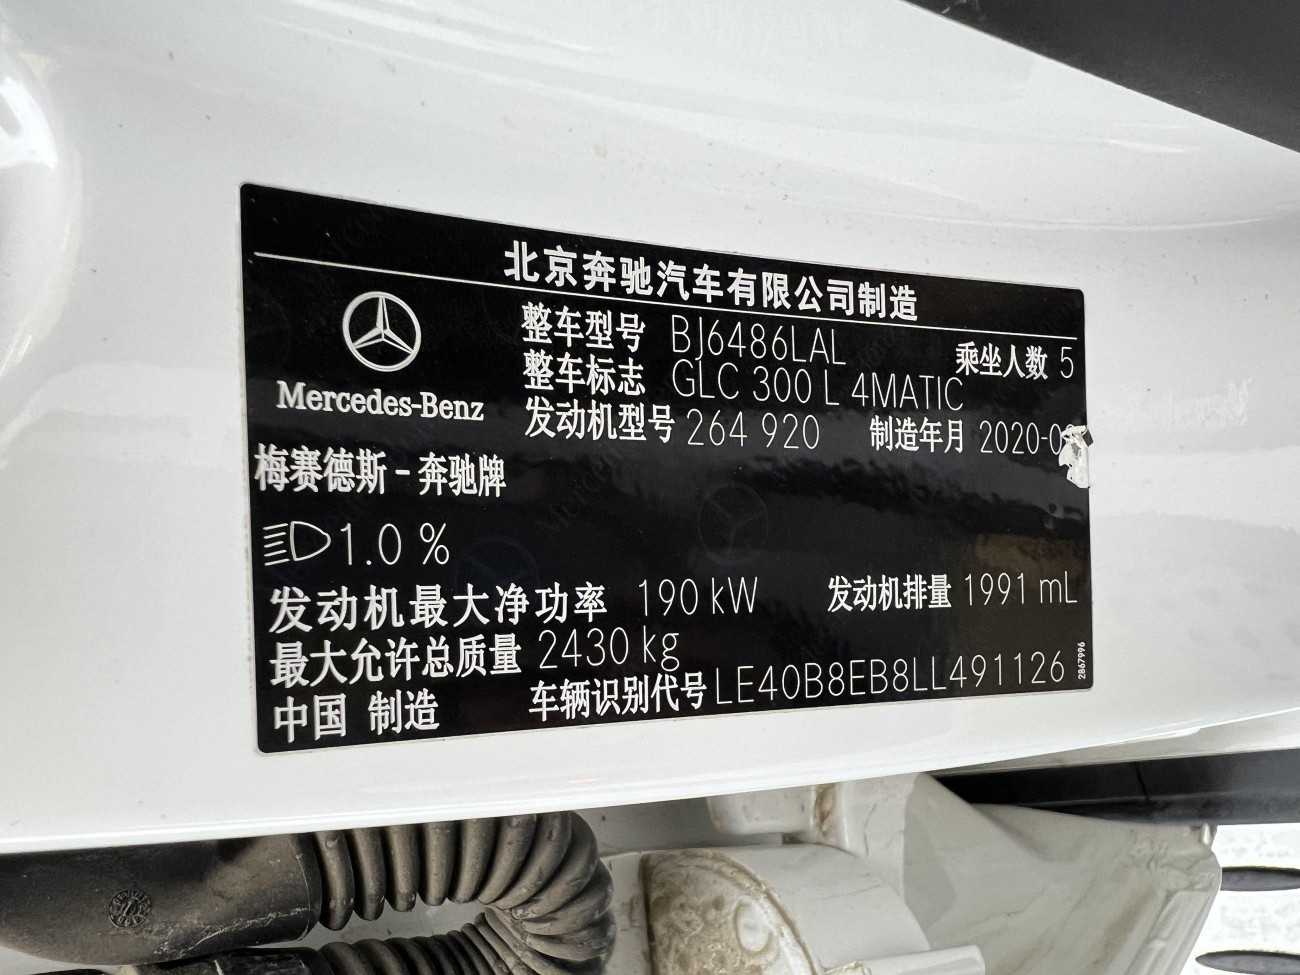 北京奔驰汽车有限公司制造
整车型号 BJ6486LAL 乘坐人数 5
整车标志 GLC 300 L 4MATIC
发动机型号 264 920 制造年月 2020-0
Mercedes-Benz
梅赛德斯-奔驰牌
1.0 %
发动机最大净功率 190 kW 发动机排量 1991 mL
最大允许总质量 2430 kg
中国 制造 车辆识别代号 LE40B8EB8LL491126
2867996